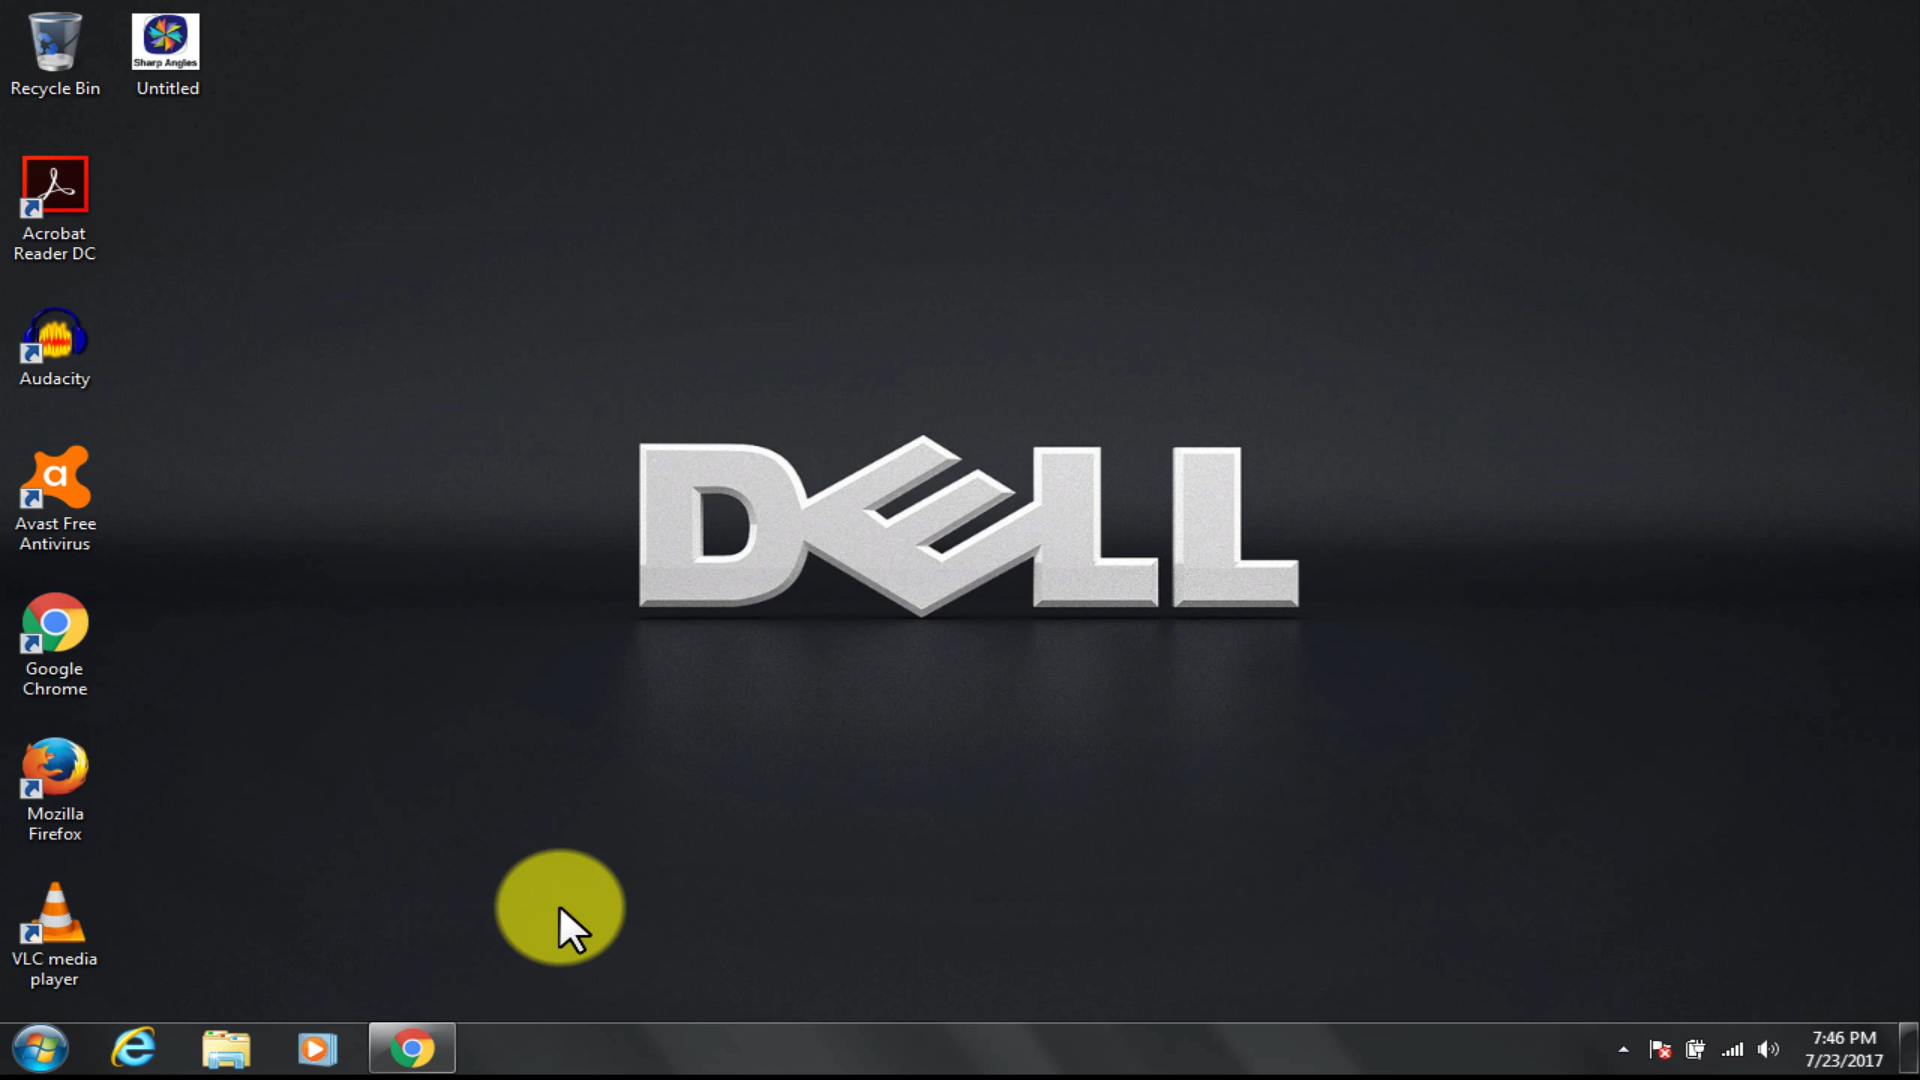 Recycle Bin
Sharp Angles
Untitled
Acrobat
Reader DC
Audacity
a
Avast Free
Antivirus
Google
Chrome
Mozilla
Firefox
VLC media
player
DELL
7:46 PM
7/23/2017